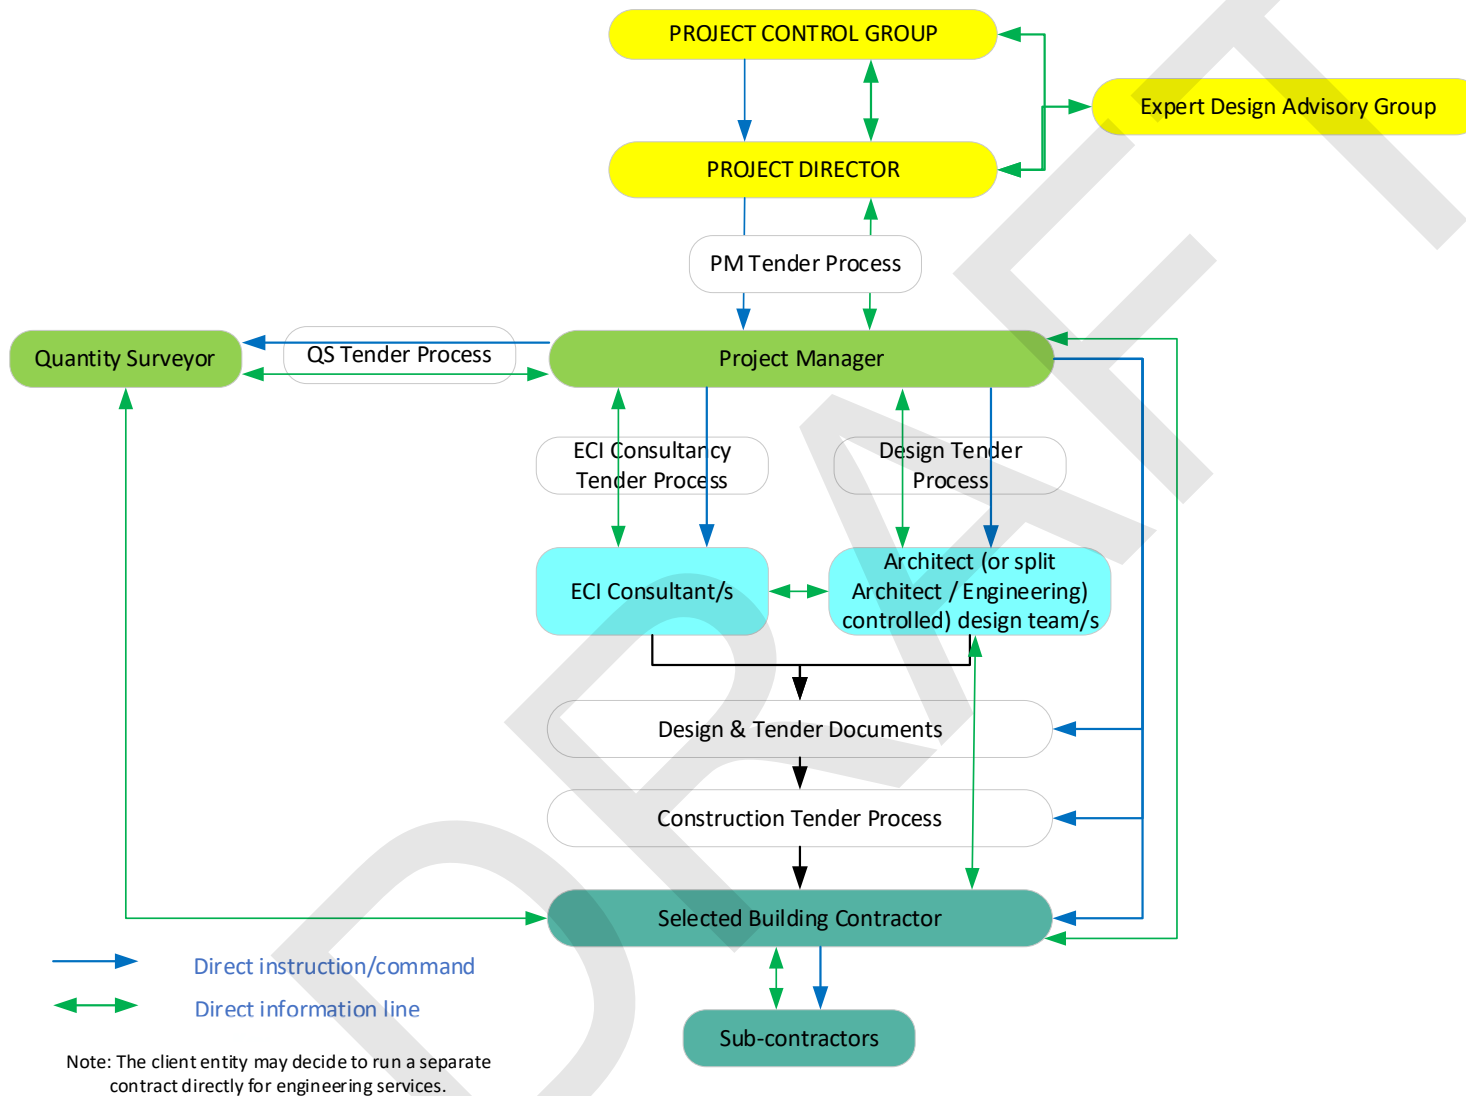 PROJECT CONTROL GROUP
Expert Design Advisory Group
PROJECT DIRECTOR
PM Tender Process
Quantity Surveyor
QS Tender Process
Project Manager
ECI Consultancy
Tender Process
Design Tender
Process
ECI Consultant/s
Architect (or split
Architect / Engineering)
controlled) design team/s
Design & Tender Documents
Construction Tender Process
Selected Building Contractor
Direct instruction/command
Direct information line
Sub-contractors
Note: The client entity may decide to run a separate
contract directly for engineering services.
DRAFT